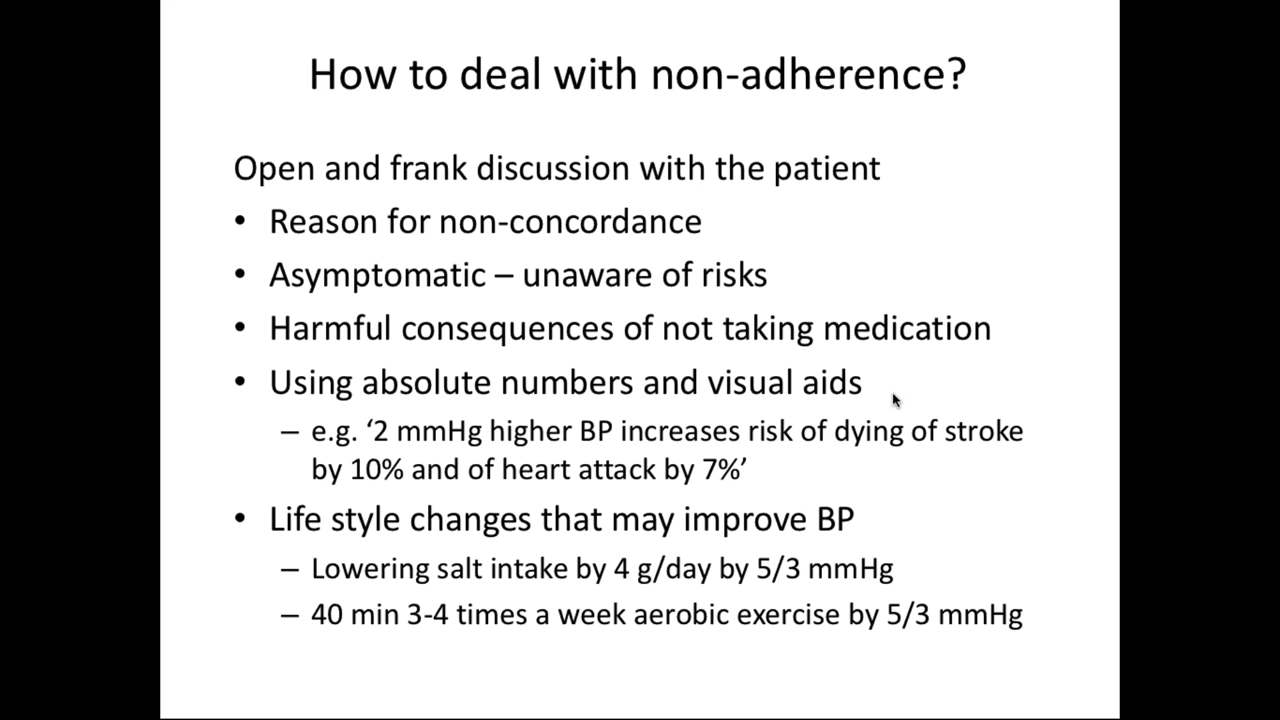 How to deal with non-adherence?
Open and frank discussion with the patient
• Reason for non-concordance
• Asymptomatic – unaware of risks
• Harmful consequences of not taking medication
• Using absolute numbers and visual aids
– e.g. ‘2 mmHg higher BP increases risk of dying of stroke
by 10% and of heart attack by 7%’
• Life style changes that may improve BP
– Lowering salt intake by 4 g/day by 5/3 mmHg
– 40 min 3-4 times a week aerobic exercise by 5/3 mmHg